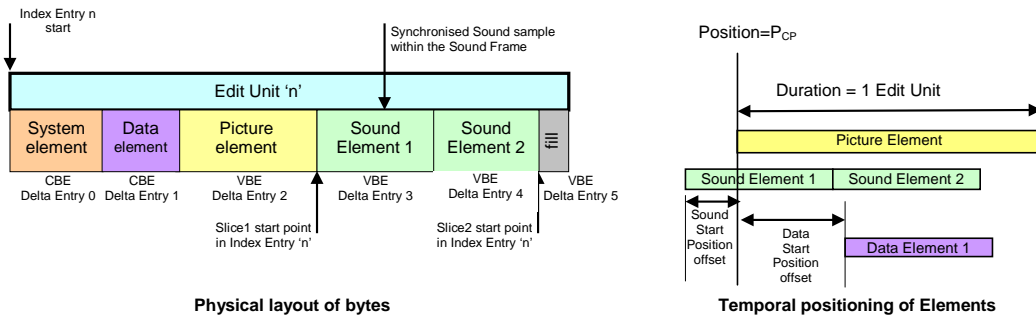 Index Entry n
start
Synchronised Sound sample
within the Sound Frame
Edit Unit ‘n’
System
element
Data
element
Picture
element
Sound
Element 1
Sound
Element 2
fill
CBE
Delta Entry 0
CBE
Delta Entry 1
VBE
Delta Entry 2
VBE
Delta Entry 3
VBE
Delta Entry 4
VBE
Delta Entry 5
Slice1 start point
in Index Entry ‘n’
Slice2 start point
in Index Entry ‘n’
Physical layout of bytes
Position=PCP
Duration = 1 Edit Unit
Picture Element
Sound Element 1
Sound Element 2
Sound
Start
Position
offset
Data
Start
Position
offset
Data Element 1
Temporal positioning of Elements